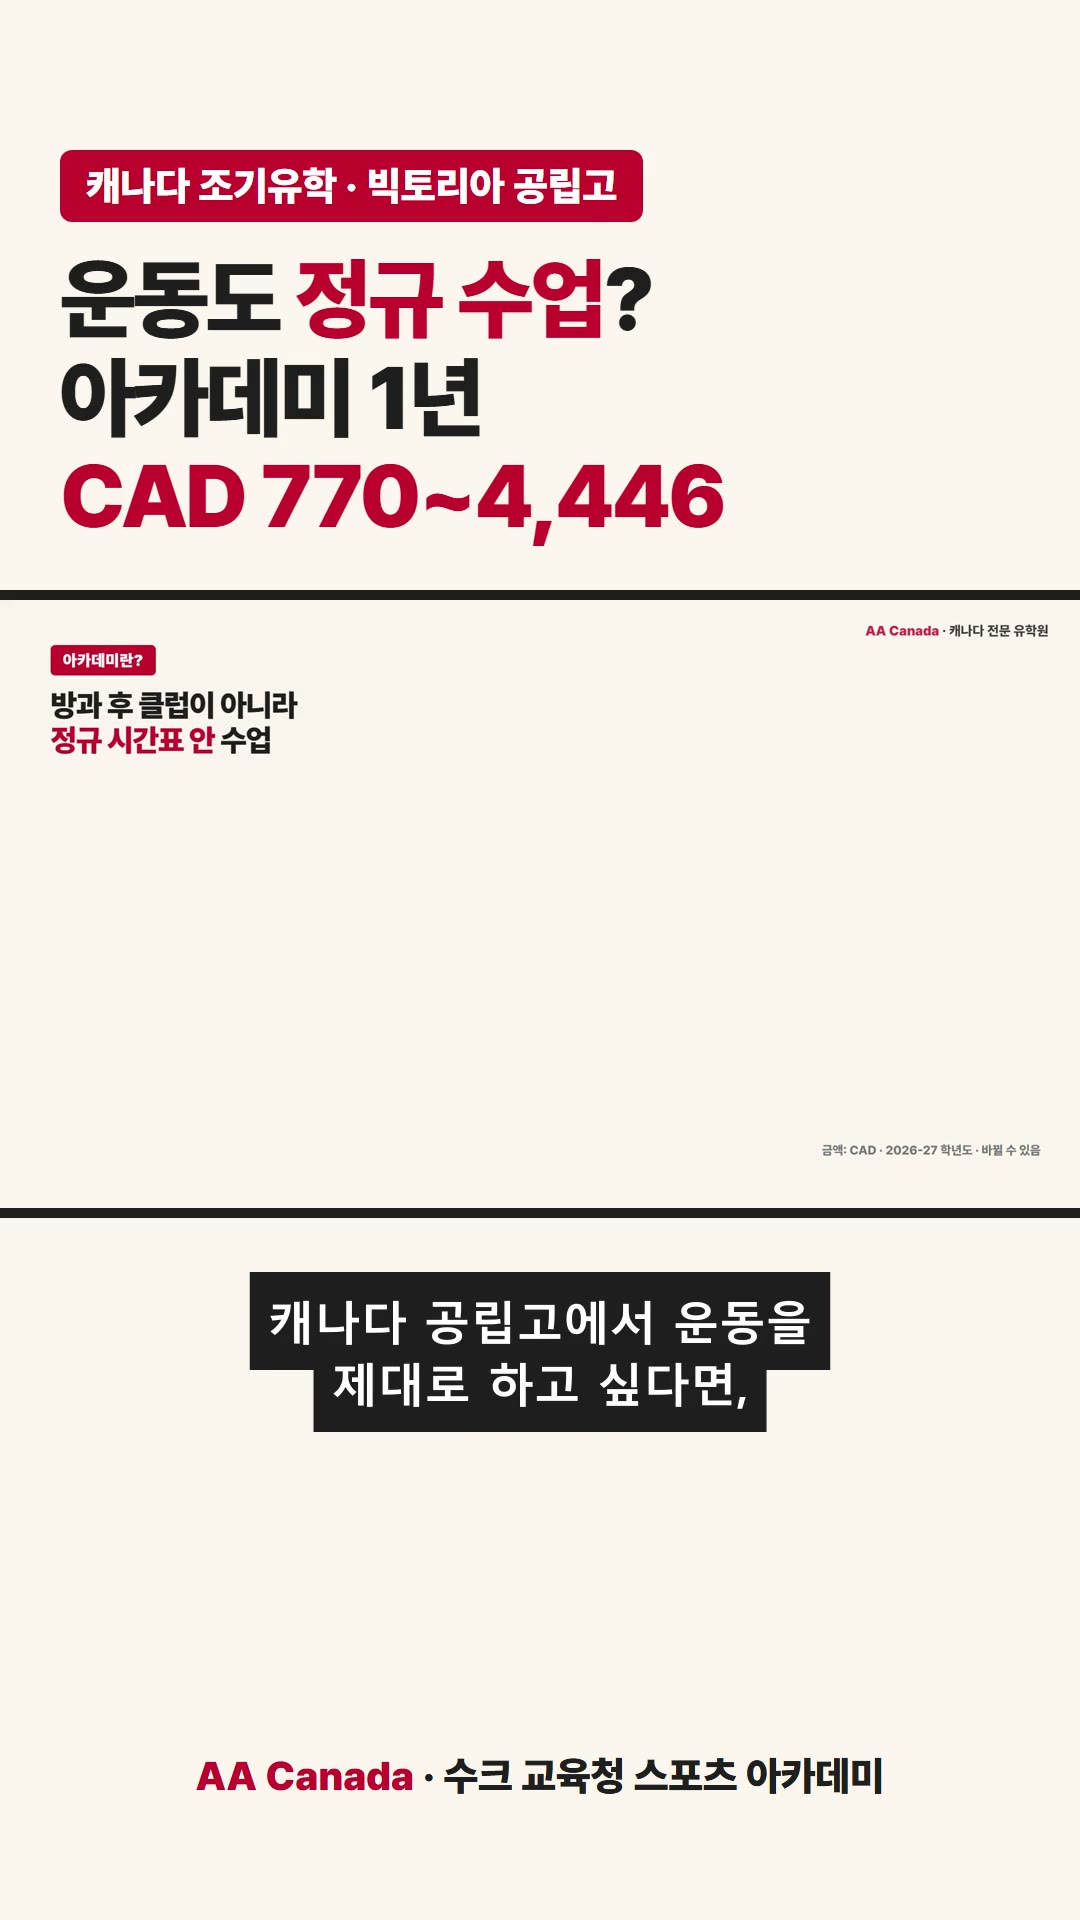 캐나다 조기유학 · 빅토리아 공립고
운동도 정규 수업?
아카데미 1년
CAD 770~4,446
AA Canada · 캐나다 전문 유학원
아카데미란?
방과 후 클럽이 아니라
정규 시간표 안 수업
금액: CAD · 2026-27 학년도 · 바뀔 수 있음
캐나다 공립고에서 운동을
제대로 하고 싶다면,
AA Canada · 수크 교육청 스포츠 아카데미